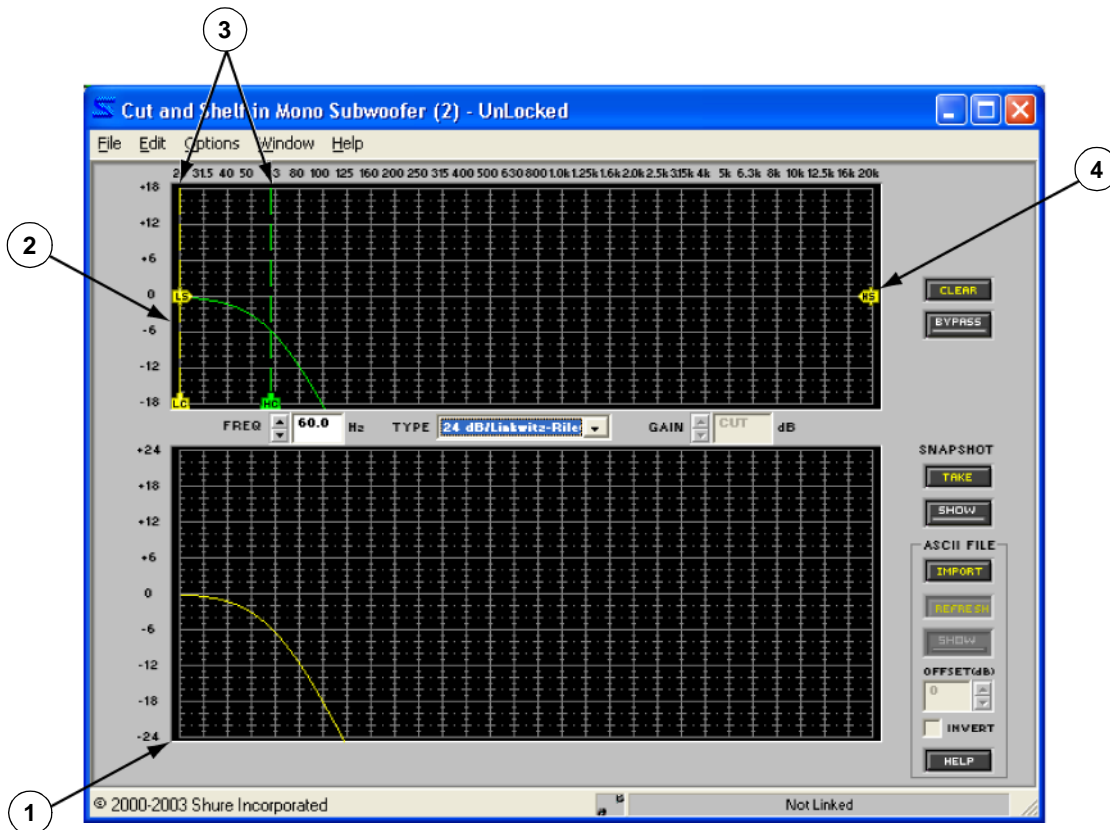 3
Cut and Shelf in Mono Subwoofer (2) - UnLocked
File Edit Options Window Help
4
2
31.5 40 50 3 80 100 125 160 200 250 315 400 500 630 800 1.0k 1.25k 1.6k 2.0k 2.5k 3.15k 4k 5k 6.3k 8k 10k 12.5k 16k 20k
+18
+12
+6
0
-6
-12
-18
LS
HS
LC
HC
CLEAR
BYPASS
FREQ 60.0 Hz TYPE 24 dB/Linkwitz-Rile GAIN CUT dB
+24
+18
+12
+6
0
-6
-12
-18
-24
SNAPSHOT
TAKE
SHOW
ASCII FILE
IMPORT
REFRESH
SHOW
OFFSET(dB)
0
INVERT
HELP
1
© 2000-2003 Shure Incorporated
Not Linked